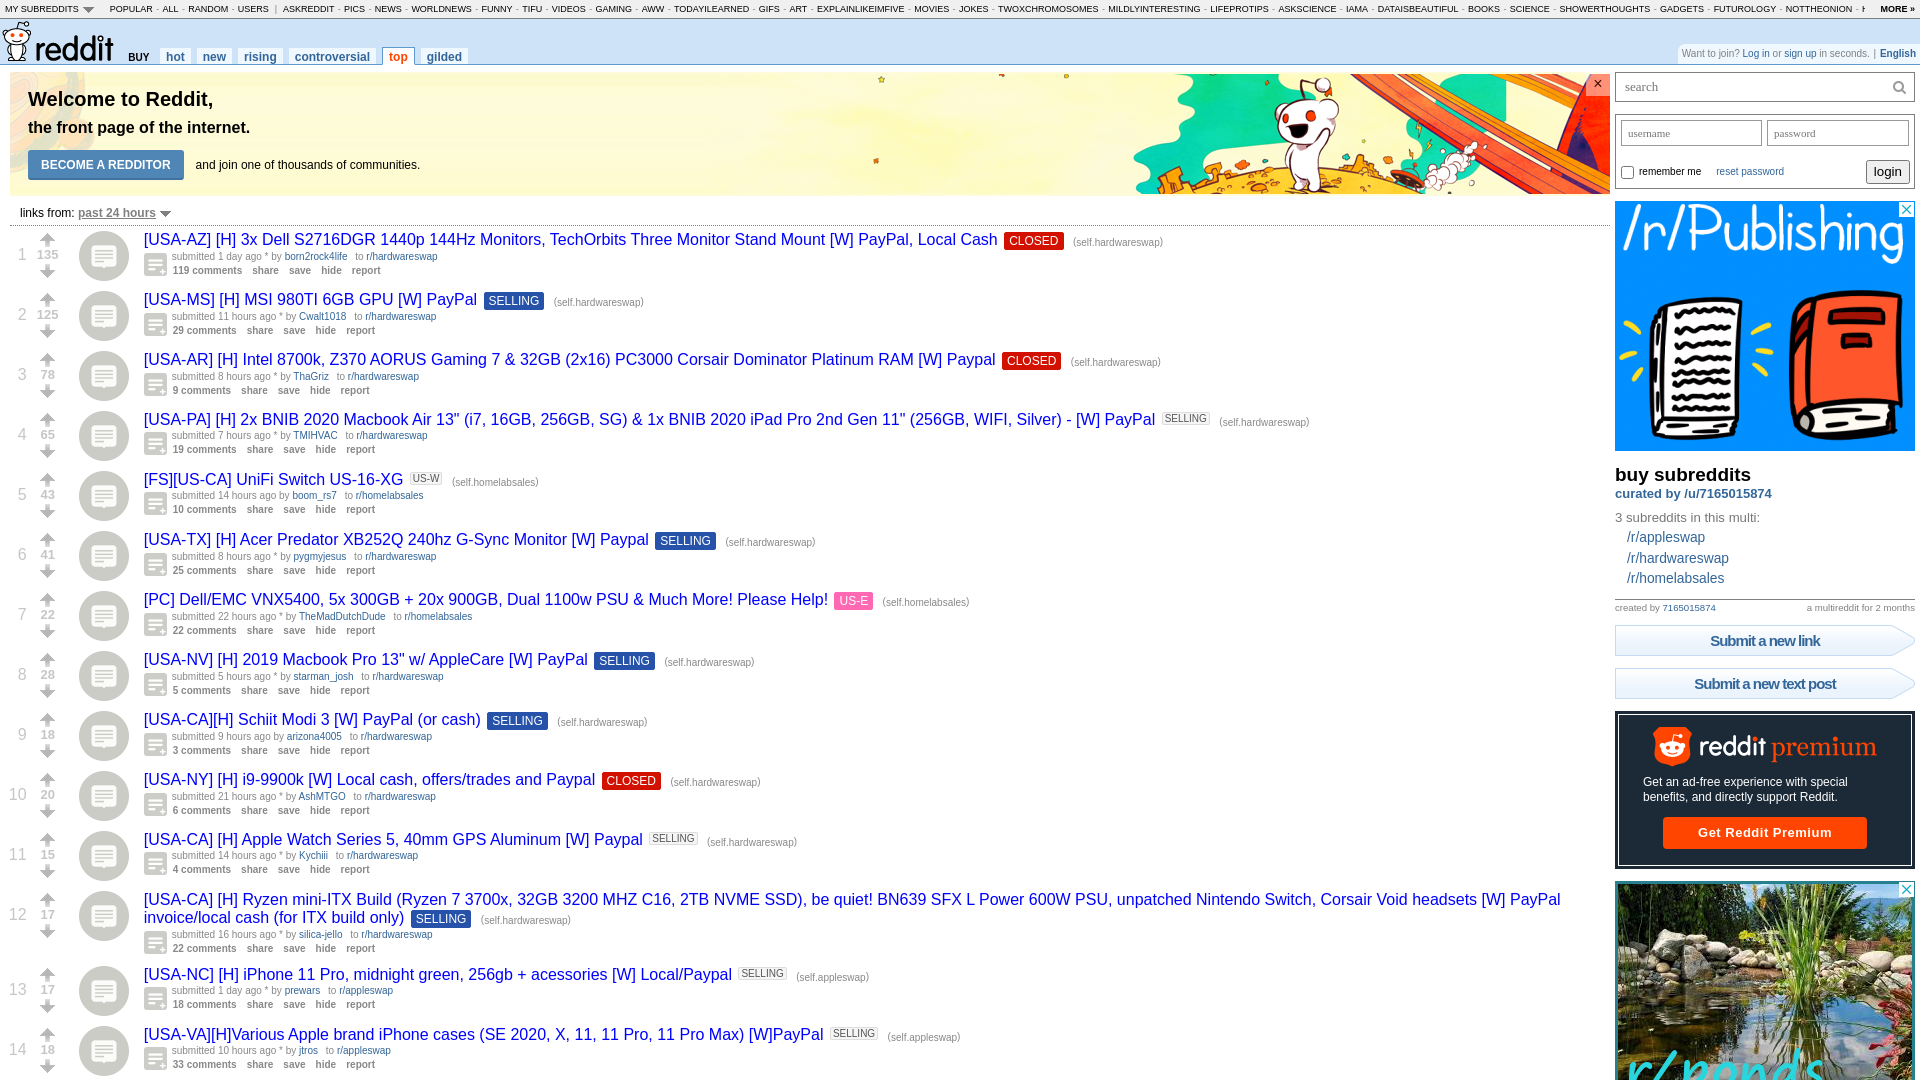 MY SUBREDDITS POPULAR - ALL - RANDOM - USERS | ASKREDDIT - PICS - NEWS - WORLDNEWS - FUNNY - TIFU - VIDEOS - GAMING - AWW - TODAYILEARNED - GIFS - ART - EXPLAINLIKEIMFIVE - MOVIES - JOKES - TWOXCHROMOSOMES - MILDLYINTERESTING - LIFEPROTIPS - ASKSCIENCE - IAMA - DATAISBEAUTIFUL - BOOKS - SCIENCE - SHOWERTHOUGHTS - GADGETS - FUTUROLOGY - NOTTHEONION - MORE »
reddit BUY hot new rising controversial top gilded
Want to join? Log in or sign up in seconds. | English
Welcome to Reddit,
the front page of the internet.
BECOME A REDDITOR and join one of thousands of communities.
×
links from: past 24 hours
1 135 [USA-AZ] [H] 3x Dell S2716DGR 1440p 144Hz Monitors, TechOrbits Three Monitor Stand Mount [W] PayPal, Local Cash CLOSED (self.hardwareswap)
submitted 1 day ago * by born2rock4life to r/hardwareswap
119 comments share save hide report
2 125 [USA-MS] [H] MSI 980TI 6GB GPU [W] PayPal SELLING (self.hardwareswap)
submitted 11 hours ago * by Cwalt1018 to r/hardwareswap
29 comments share save hide report
3 78 [USA-AR] [H] Intel 8700k, Z370 AORUS Gaming 7 & 32GB (2x16) PC3000 Corsair Dominator Platinum RAM [W] Paypal CLOSED (self.hardwareswap)
submitted 8 hours ago * by ThaGriz to r/hardwareswap
9 comments share save hide report
4 65 [USA-PA] [H] 2x BNIB 2020 Macbook Air 13" (i7, 16GB, 256GB, SG) & 1x BNIB 2020 iPad Pro 2nd Gen 11" (256GB, WIFI, Silver) - [W] PayPal SELLING (self.hardwareswap)
submitted 7 hours ago * by TMIHVAC to r/hardwareswap
19 comments share save hide report
5 43 [FS][US-CA] UniFi Switch US-16-XG US-W (self.homelabsales)
submitted 14 hours ago by boom_rs7 to r/homelabsales
10 comments share save hide report
6 41 [USA-TX] [H] Acer Predator XB252Q 240hz G-Sync Monitor [W] Paypal SELLING (self.hardwareswap)
submitted 8 hours ago * by pygmyjesus to r/hardwareswap
25 comments share save hide report
7 22 [PC] Dell/EMC VNX5400, 5x 300GB + 20x 900GB, Dual 1100w PSU & Much More! Please Help! US-E (self.homelabsales)
submitted 22 hours ago * by TheMadDutchDude to r/homelabsales
22 comments share save hide report
8 28 [USA-NV] [H] 2019 Macbook Pro 13" w/ AppleCare [W] PayPal SELLING (self.hardwareswap)
submitted 5 hours ago * by starman_josh to r/hardwareswap
5 comments share save hide report
9 18 [USA-CA][H] Schiit Modi 3 [W] PayPal (or cash) SELLING (self.hardwareswap)
submitted 9 hours ago by arizona4005 to r/hardwareswap
3 comments share save hide report
10 20 [USA-NY] [H] i9-9900k [W] Local cash, offers/trades and Paypal CLOSED (self.hardwareswap)
submitted 21 hours ago * by AshMTGO to r/hardwareswap
6 comments share save hide report
11 15 [USA-CA] [H] Apple Watch Series 5, 40mm GPS Aluminum [W] Paypal SELLING (self.hardwareswap)
submitted 14 hours ago * by Kychiii to r/hardwareswap
4 comments share save hide report
12 17 [USA-CA] [H] Ryzen mini-ITX Build (Ryzen 7 3700x, 32GB 3200 MHZ C16, 2TB NVME SSD), be quiet! BN639 SFX L Power 600W PSU, unpatched Nintendo Switch, Corsair Void headsets [W] PayPal
invoice/local cash (for ITX build only) SELLING (self.hardwareswap)
submitted 16 hours ago * by silica-jello to r/hardwareswap
22 comments share save hide report
13 17 [USA-NC] [H] iPhone 11 Pro, midnight green, 256gb + acessories [W] Local/Paypal SELLING (self.appleswap)
submitted 1 day ago * by prewars to r/appleswap
18 comments share save hide report
14 18 [USA-VA][H]Various Apple brand iPhone cases (SE 2020, X, 11, 11 Pro, 11 Pro Max) [W]PayPal SELLING (self.appleswap)
submitted 10 hours ago * by jtros to r/appleswap
33 comments share save hide report
search
username password
remember me reset password login
/r/Publishing
buy subreddits
curated by /u/7165015874
3 subreddits in this multi:
/r/appleswap
/r/hardwareswap
/r/homelabsales
created by 7165015874 a multireddit for 2 months
Submit a new link
Submit a new text post
reddit premium
Get an ad-free experience with special
benefits, and directly support Reddit.
Get Reddit Premium
r/ponds